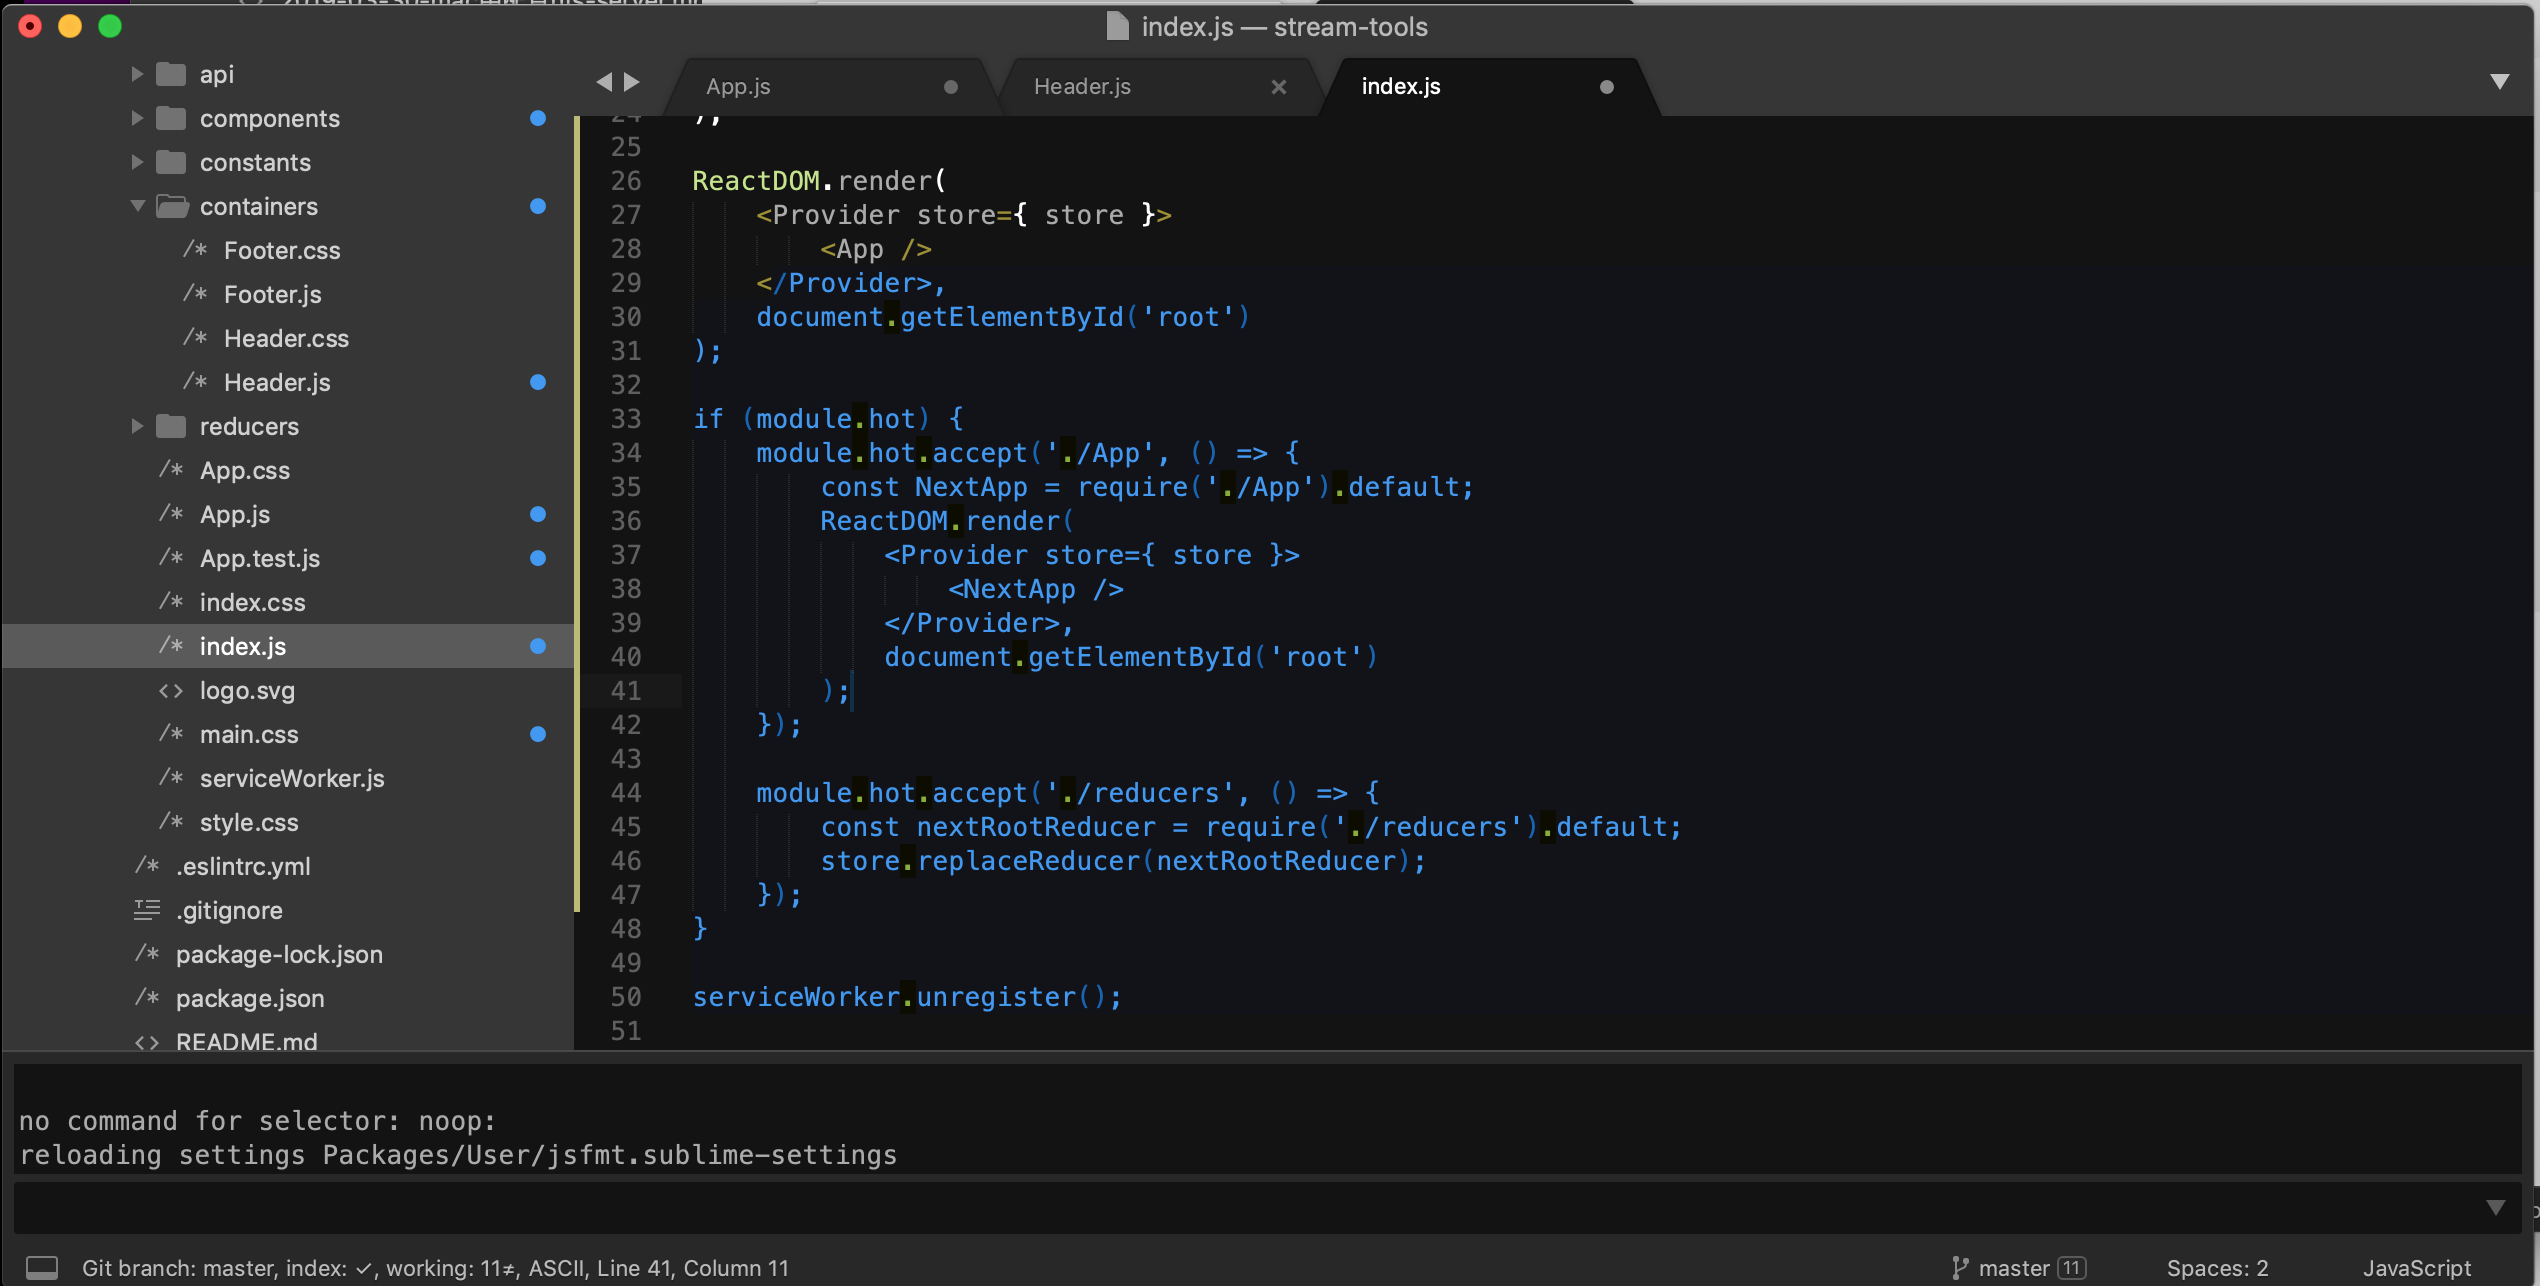 index.js — stream-tools
api
components
constants
containers
/* Footer.css
/* Footer.js
/* Header.css
/* Header.js
reducers
/* App.css
/* App.js
/* App.test.js
/* index.css
/* index.js
<> logo.svg
/* main.css
/* serviceWorker.js
/* style.css
/* .eslintrc.yml
.gitignore
/* package-lock.json
/* package.json
<> README.md
App.js
Header.js ×
index.js
24 );
25
26 ReactDOM.render(
27     <Provider store={ store }>
28         <App />
29     </Provider>,
30     document.getElementById('root')
31 );
32
33 if (module.hot) {
34     module.hot.accept('./App', () => {
35         const NextApp = require('./App').default;
36         ReactDOM.render(
37             <Provider store={ store }>
38                 <NextApp />
39             </Provider>,
40             document.getElementById('root')
41         );
42     });
43
44     module.hot.accept('./reducers', () => {
45         const nextRootReducer = require('./reducers').default;
46         store.replaceReducer(nextRootReducer);
47     });
48 }
49
50 serviceWorker.unregister();
51
no command for selector: noop:
reloading settings Packages/User/jsfmt.sublime-settings
Git branch: master, index: ✓, working: 11≠, ASCII, Line 41, Column 11
master 11
Spaces: 2
JavaScript